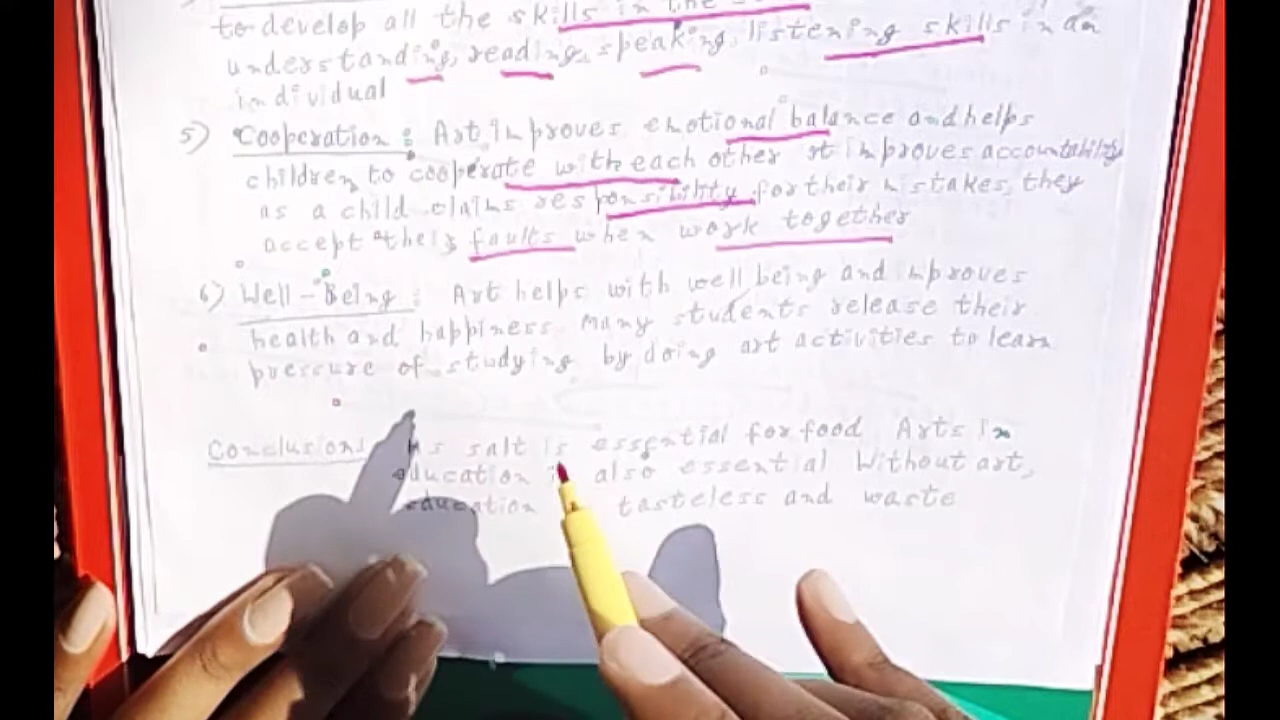 to develop all the skills in the
understanding, reading, speaking, listening skills in an
individual
5) Cooperation: Art improves emotional balance and helps
children to cooperate with each other It improves accountability
as a child claims responsibility for their mistakes, they
accept their faults when work together
6) Well-Being: Art helps with well being and improves
health and happiness Many students release their
pressure of studying by doing art activities to learn
Conclusion: As salt is essential for food Arts in
education also essential Without art,
education tasteless and waste